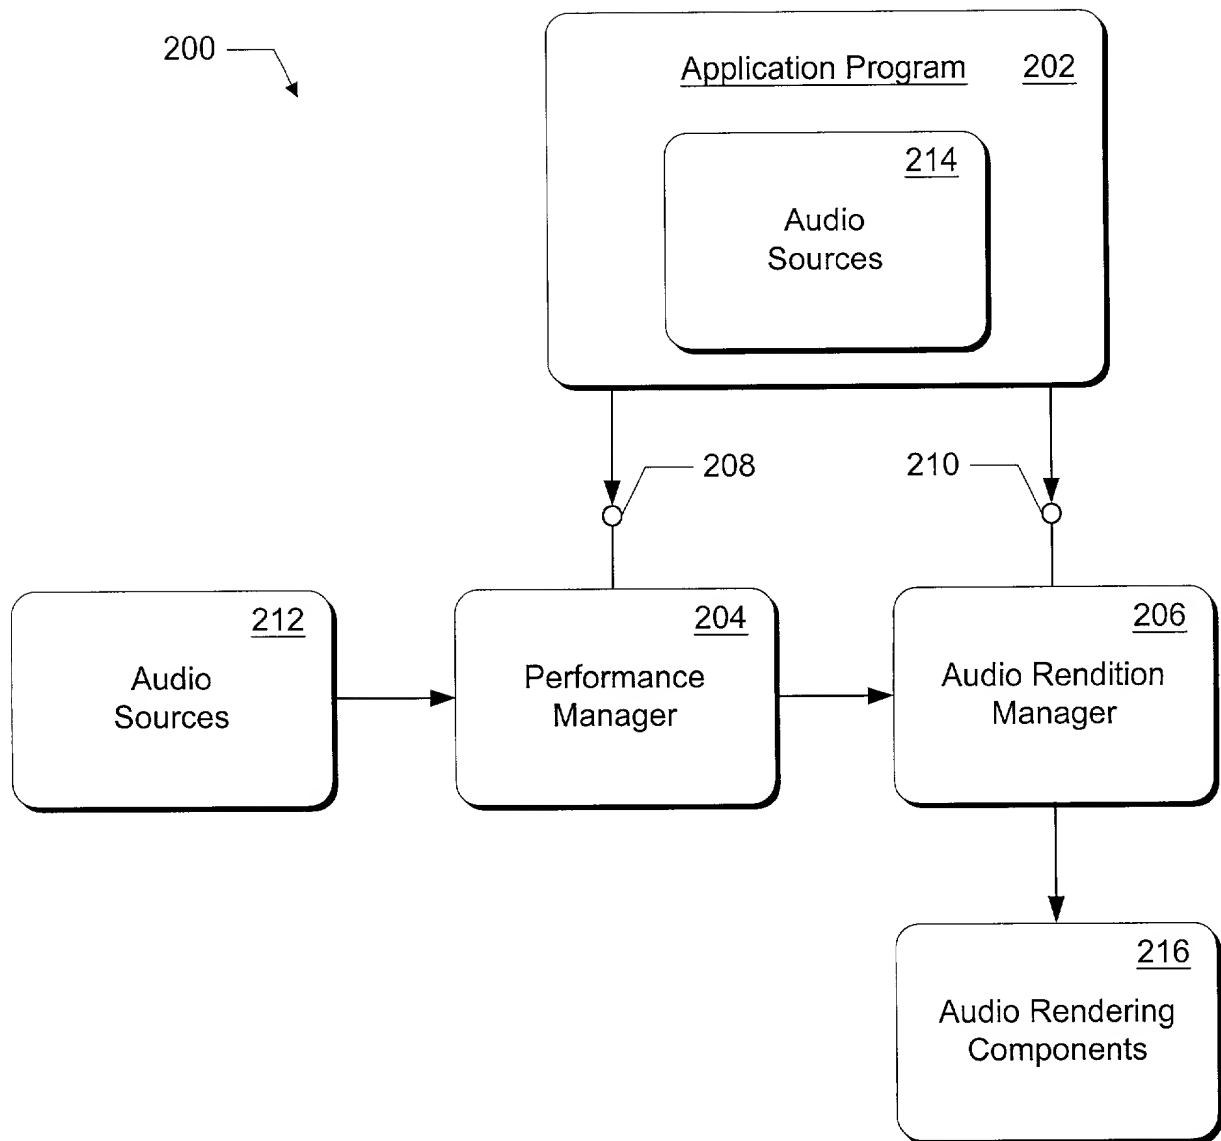 200
Application Program 202
214
Audio
Sources
208
210
212
Audio
Sources
204
Performance
Manager
206
Audio Rendition
Manager
216
Audio Rendering
Components